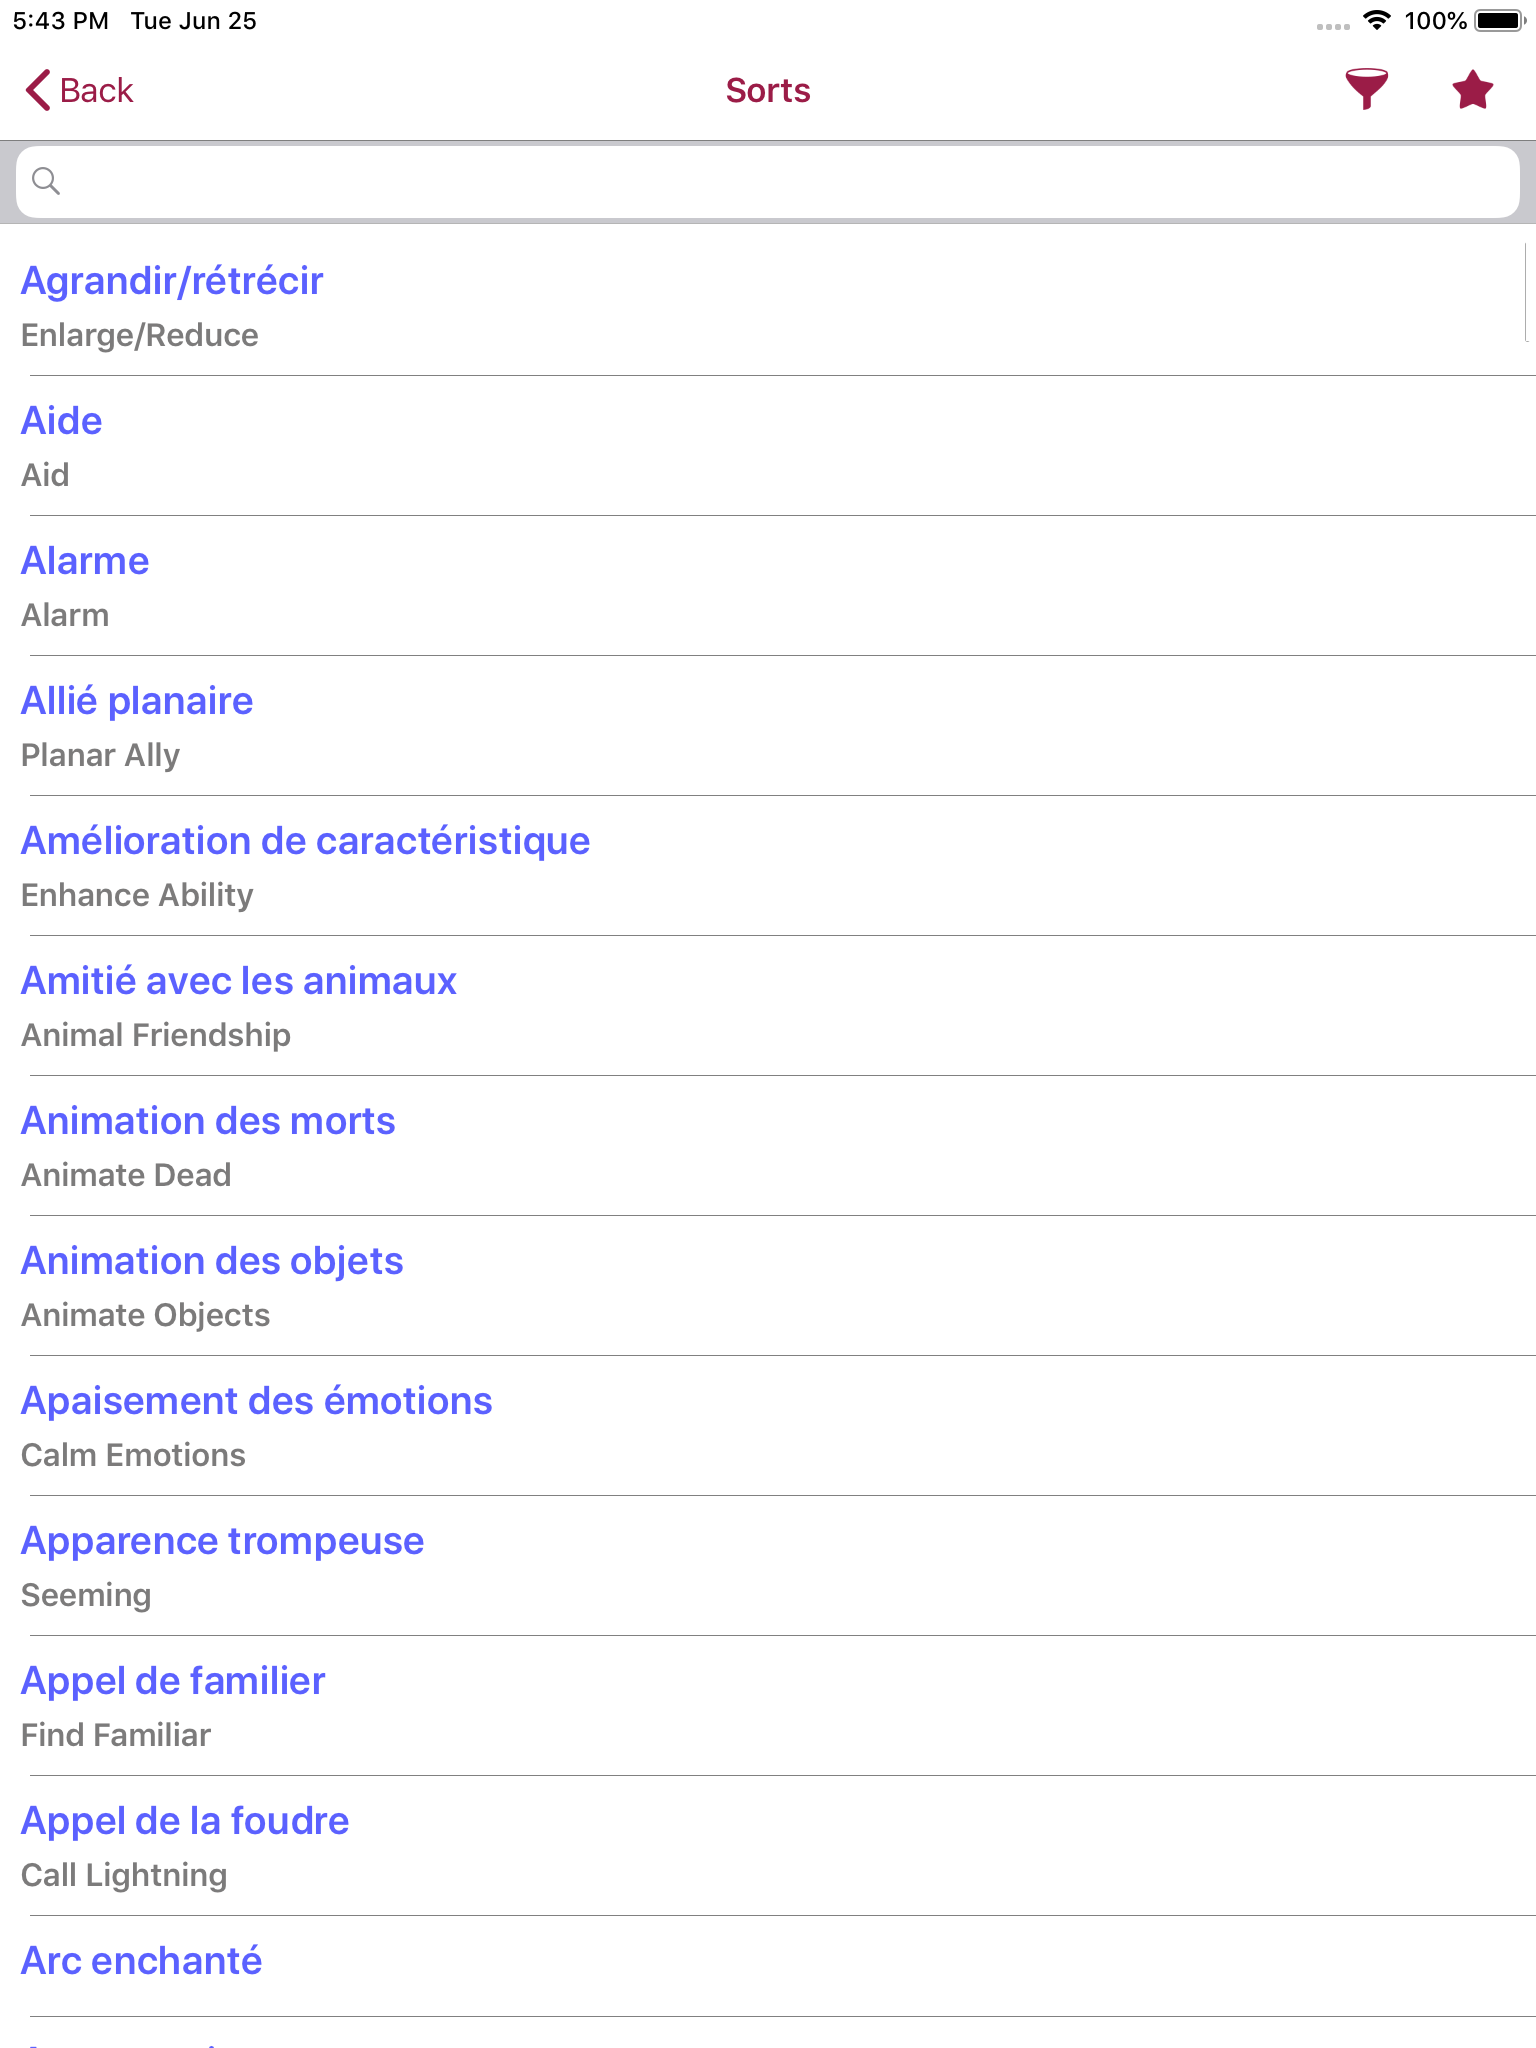 5:43 PM Tue Jun 25 100%
Back Sorts
Agrandir/rétrécir
Enlarge/Reduce
Aide
Aid
Alarme
Alarm
Allié planaire
Planar Ally
Amélioration de caractéristique
Enhance Ability
Amitié avec les animaux
Animal Friendship
Animation des morts
Animate Dead
Animation des objets
Animate Objects
Apaisement des émotions
Calm Emotions
Apparence trompeuse
Seeming
Appel de familier
Find Familiar
Appel de la foudre
Call Lightning
Arc enchanté